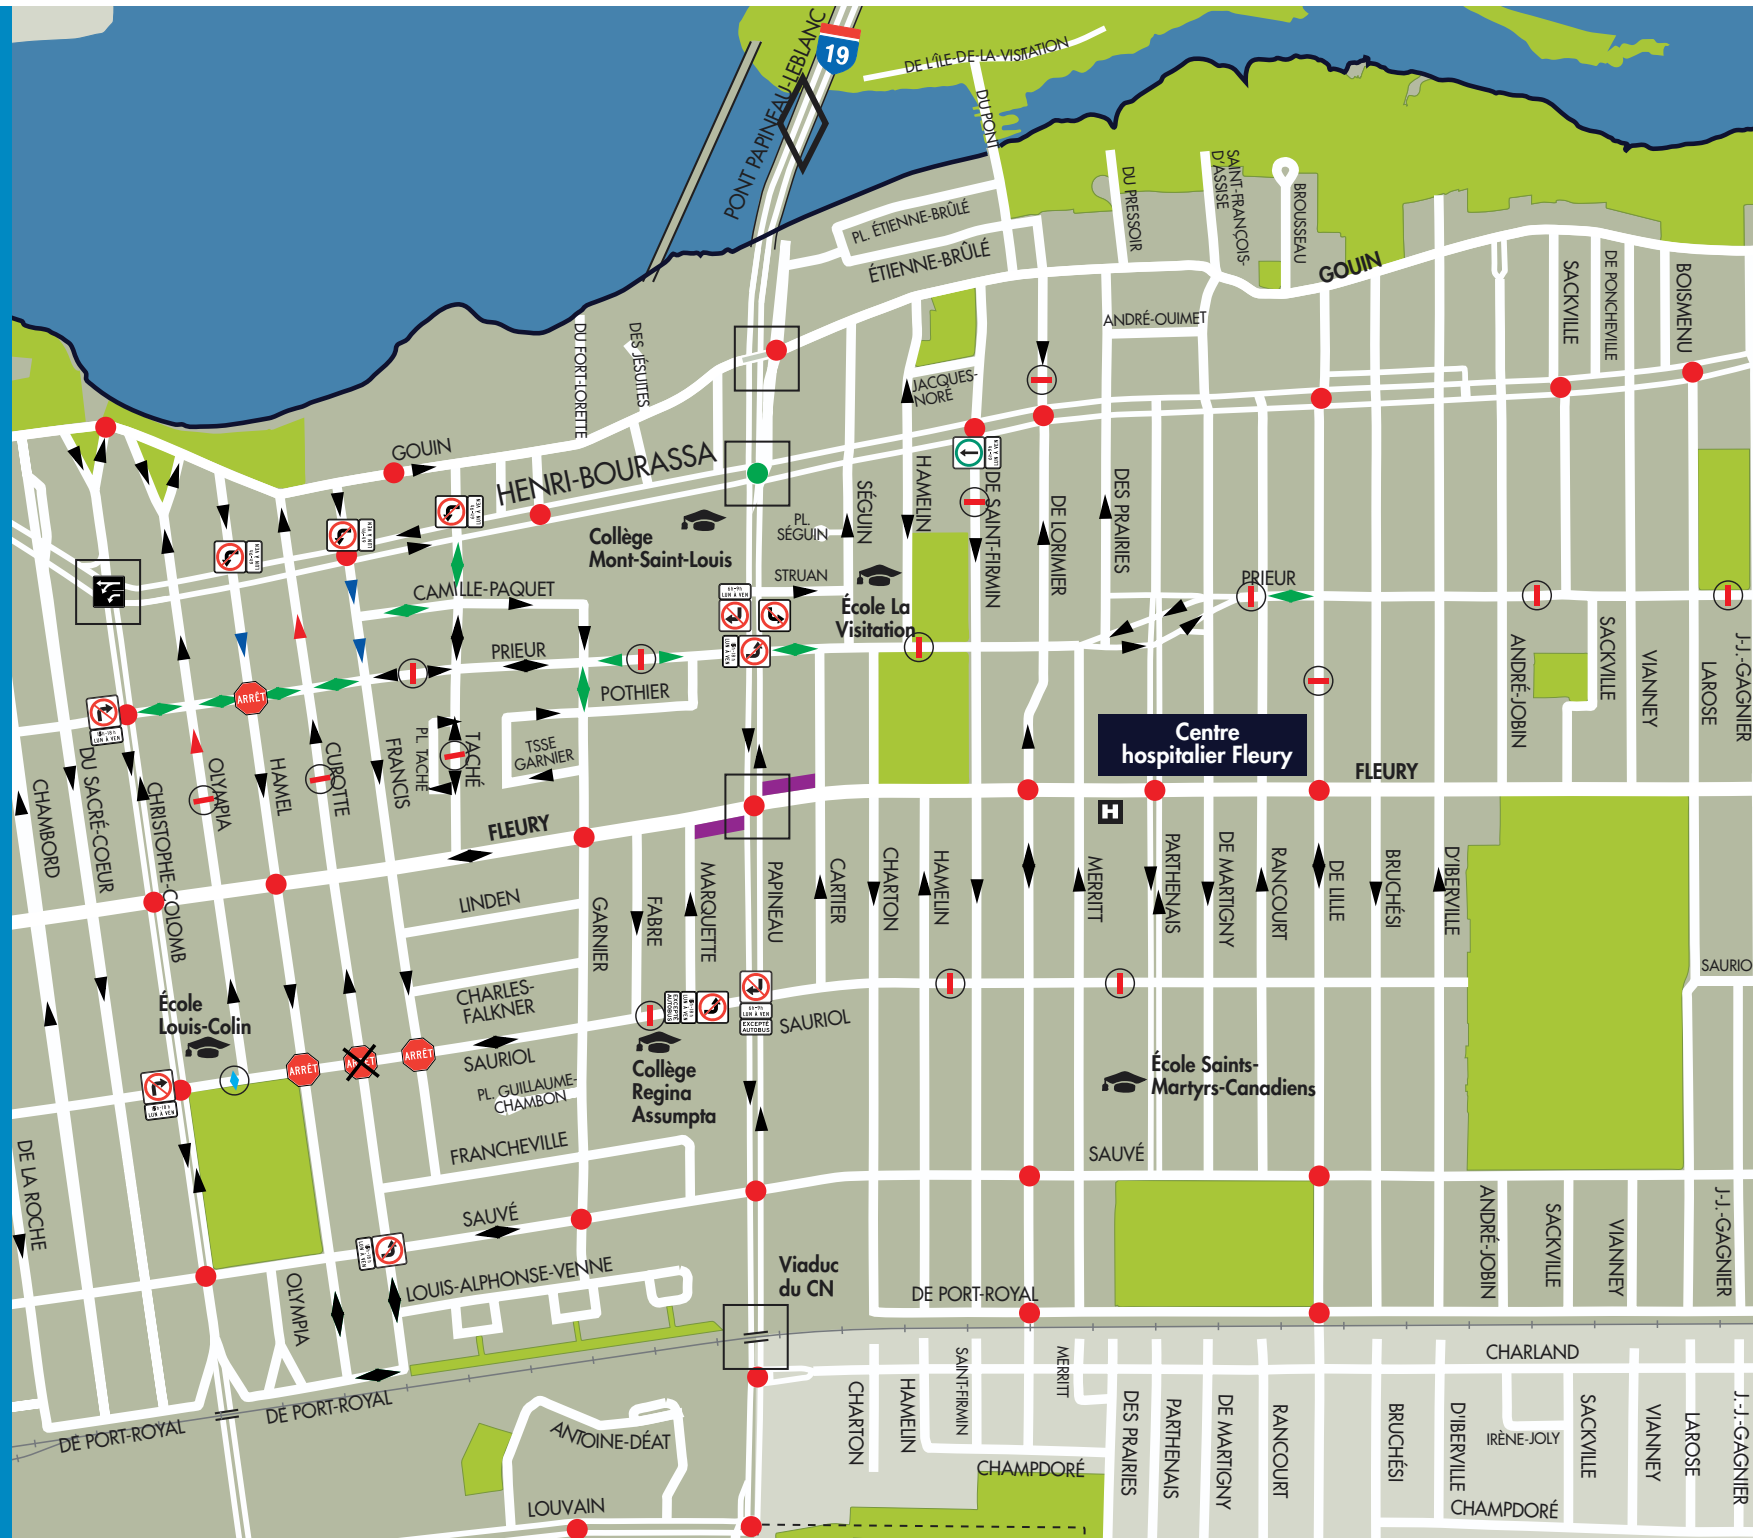 19
PONT PAPINEAU-LEBLANC
DE L'ÎLE-DE-LA-VISITATION
DU PONT
DU PRESSOIR
SAINT-FRANÇOIS-
D'ASSISE
BROUSSEAU
PL. ÉTIENNE-BRÛLÉ
ÉTIENNE-BRÛLÉ
GOUIN
SACKVILLE
DE PONCHEVILLE
BOISMENU
ANDRÉ-OUIMET
DU FORT-LORETTE
DES JÉSUITES
JACQUES-
NORÉ
GOUIN
HENRI-BOURASSA
Collège
Mont-Saint-Louis
PL.
SÉGUIN
SÉGUIN
HAMELIN
DE SAINT-FIRMIN
DE LORIMIER
DES PRAIRIES
STRUAN
École La
Visitation
PRIEUR
CAMILLE-PAQUET
PRIEUR
POTHIER
ARRÊT
TSSE
GARNIER
PL. TACHÉ
TACHÉ
ANDRÉ-JOBIN
SACKVILLE
VIANNEY
LAROSE
J.-J.-GAGNIER
Centre
hospitalier Fleury
FLEURY
H
CHAMBORD
DU SACRÉ-COEUR
CHRISTOPHE-COLOMB
OLYMPIA
HAMEL
CUROTTE
FRANCIS
FLEURY
LINDEN
GARNIER
FABRE
MARQUETTE
PAPINEAU
CARTIER
CHARTON
HAMELIN
MERRITT
PARTHENAIS
DE MARTIGNY
RANCOURT
DE LILLE
BRUCHÉSI
D'IBERVILLE
SAURIO
CHARLES-
FALKNER
École
Louis-Colin
EXCEPTÉ
AUTOBUS
EXCEPTÉ
AUTOBUS
SAURIOL
SAURIOL
ARRÊT
ARRÊT
ARRÊT
Collège
Regina
Assumpta
École Saints-
Martyrs-Canadiens
PL. GUILLAUME-
CHAMBON
FRANCHEVILLE
SAUVÉ
SAUVÉ
DE LA ROCHE
OLYMPIA
LOUIS-ALPHONSE-VENNE
Viaduc
du CN
DE PORT-ROYAL
ANDRÉ-JOBIN
SACKVILLE
VIANNEY
J.-J.-GAGNIER
DE PORT-ROYAL
DE PORT-ROYAL
ANTOINE-DÉAT
LOUVAIN
CHARTON
HAMELIN
SAINT-FIRMIN
MERRITT
DES PRAIRIES
PARTHENAIS
DE MARTIGNY
RANCOURT
BRUCHÉSI
D'IBERVILLE
CHARLAND
IRÈNE-JOLY
SACKVILLE
VIANNEY
LAROSE
J.-J.-GAGNIER
CHAMPDORÉ
CHAMPDORÉ